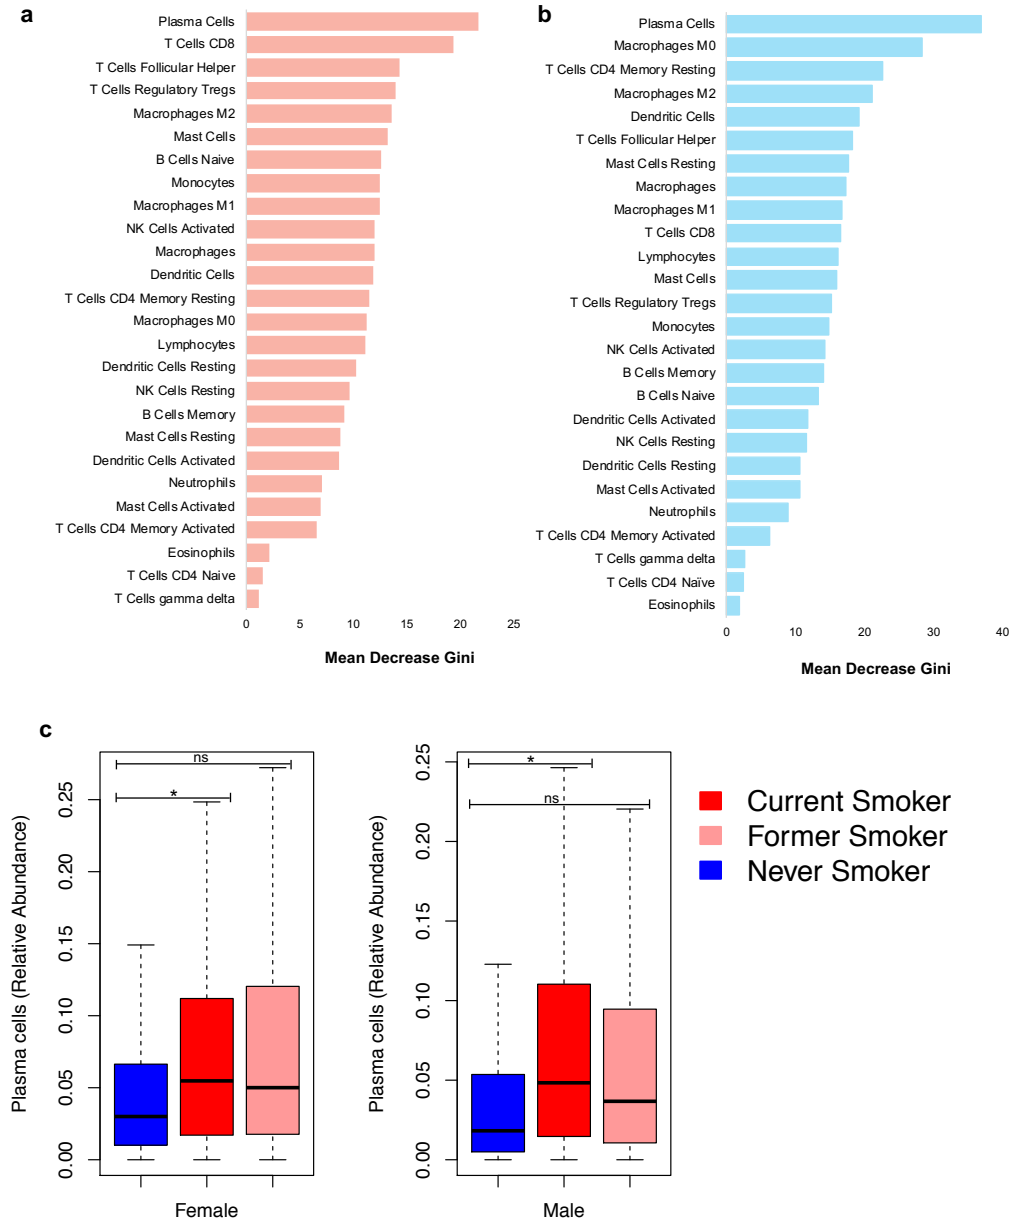 a
Plasma Cells
T Cells CD8
T Cells Follicular Helper
T Cells Regulatory Tregs
Macrophages M2
Mast Cells
B Cells Naive
Monocytes
Macrophages M1
NK Cells Activated
Macrophages
Dendritic Cells
T Cells CD4 Memory Resting
Macrophages M0
Lymphocytes
Dendritic Cells Resting
NK Cells Resting
B Cells Memory
Mast Cells Resting
Dendritic Cells Activated
Neutrophils
Mast Cells Activated
T Cells CD4 Memory Activated
Eosinophils
T Cells CD4 Naive
T Cells gamma delta
0 5 10 15 20 25
Mean Decrease Gini
b
Plasma Cells
Macrophages M0
T Cells CD4 Memory Resting
Macrophages M2
Dendritic Cells
T Cells Follicular Helper
Mast Cells Resting
Macrophages
Macrophages M1
T Cells CD8
Lymphocytes
Mast Cells
T Cells Regulatory Tregs
Monocytes
NK Cells Activated
B Cells Memory
B Cells Naive
Dendritic Cells Activated
NK Cells Resting
Dendritic Cells Resting
Mast Cells Activated
Neutrophils
T Cells CD4 Memory Activated
T Cells gamma delta
T Cells CD4 Naïve
Eosinophils
0 10 20 30 40
Mean Decrease Gini
c
Plasma cells (Relative Abundance)
0.25
0.20
0.15
0.10
0.05
0.00
ns
*
Female
Plasma cells (Relative Abundance)
0.25
0.20
0.15
0.10
0.05
0.00
*
ns
Male
Current Smoker
Former Smoker
Never Smoker